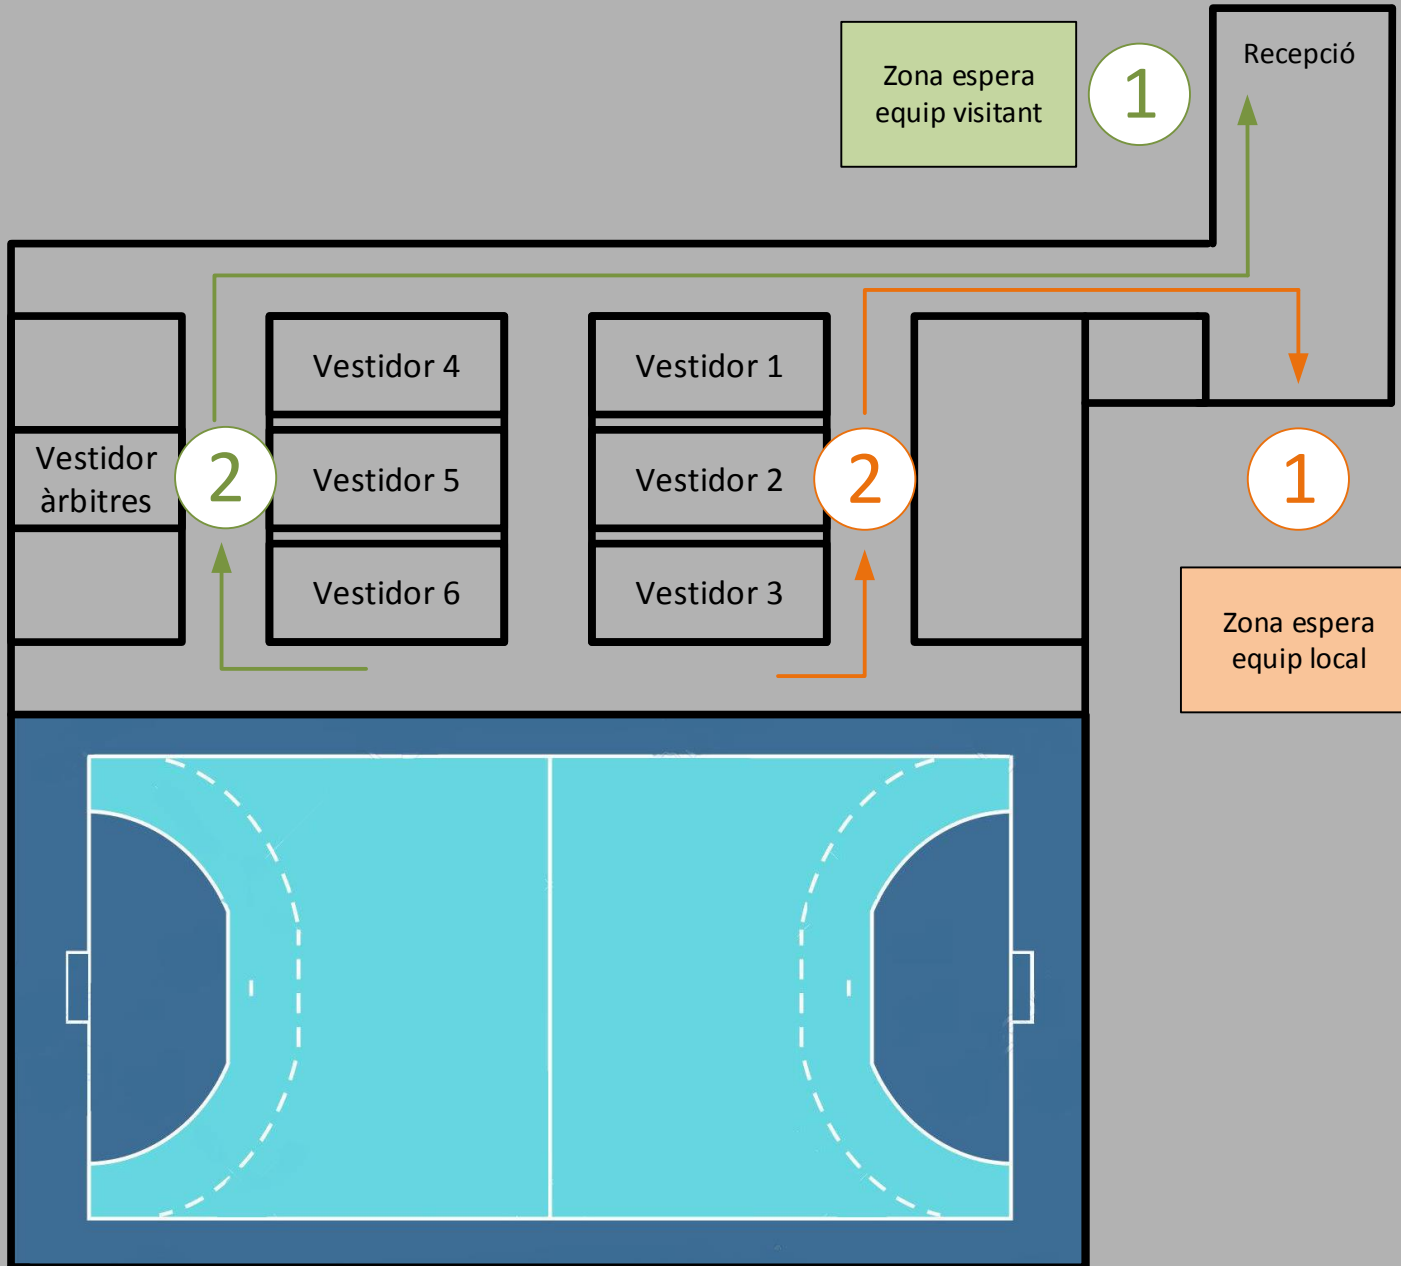 Zona espera
equip visitant
1
Recepció
Vestidor 4
Vestidor 1
Vestidor
àrbitres
2
Vestidor 5
Vestidor 2
2
1
Vestidor 6
Vestidor 3
Zona espera
equip local